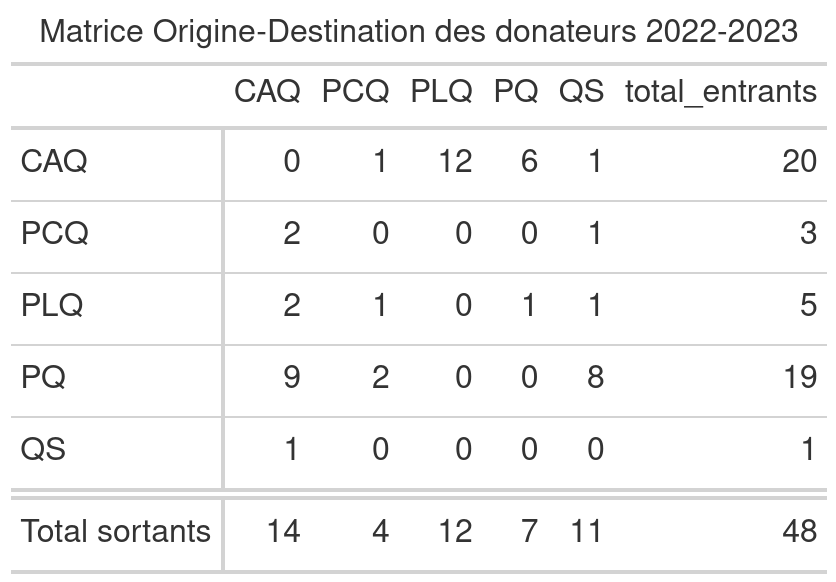 Matrice Origine-Destination des donateurs 2022-2023
CAQ PCQ PLQ PQ QS total_entrants
CAQ 0 1 12 6 1 20
PCQ 2 0 0 0 1 3
PLQ 2 1 0 1 1 5
PQ 9 2 0 0 8 19
QS 1 0 0 0 0 1
Total sortants 14 4 12 7 11 48